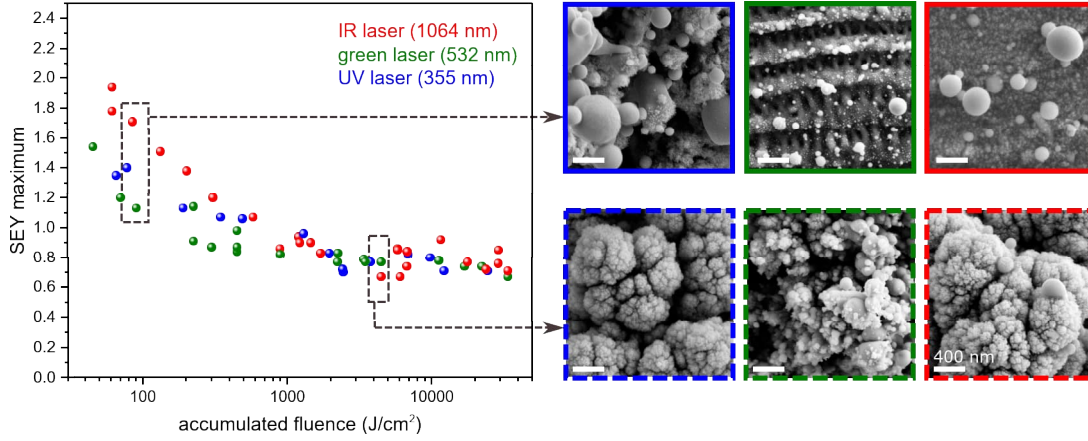 2.4
2.2
2.0
1.8
1.6
1.4
1.2
1.0
0.8
0.6
0.4
0.2
0.0
SEY maximum
IR laser (1064 nm)
green laser (532 nm)
UV laser (355 nm)
100
1000
10000
accumulated fluence (J/cm²)
400 nm